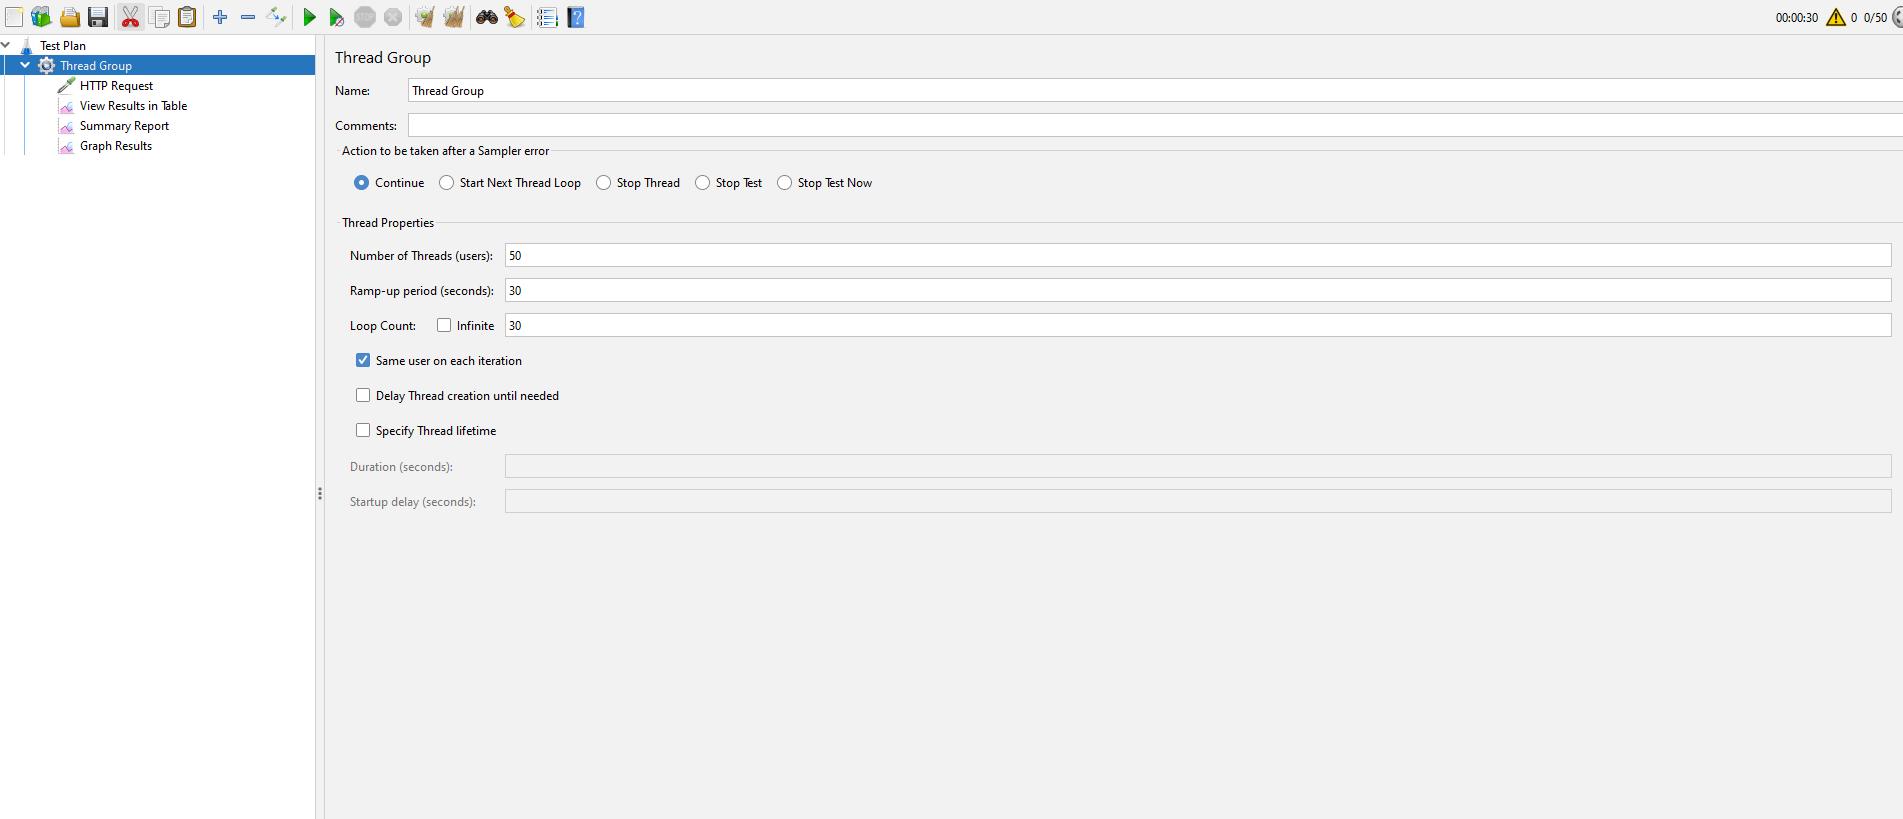 STOP
?
00:00:30 0 0/50
Test Plan
Thread Group
HTTP Request
View Results in Table
Summary Report
Graph Results
Thread Group
Name: Thread Group
Comments:
Action to be taken after a Sampler error
Continue Start Next Thread Loop Stop Thread Stop Test Stop Test Now
Thread Properties
Number of Threads (users): 50
Ramp-up period (seconds): 30
Loop Count: Infinite 30
Same user on each iteration
Delay Thread creation until needed
Specify Thread lifetime
Duration (seconds):
Startup delay (seconds):